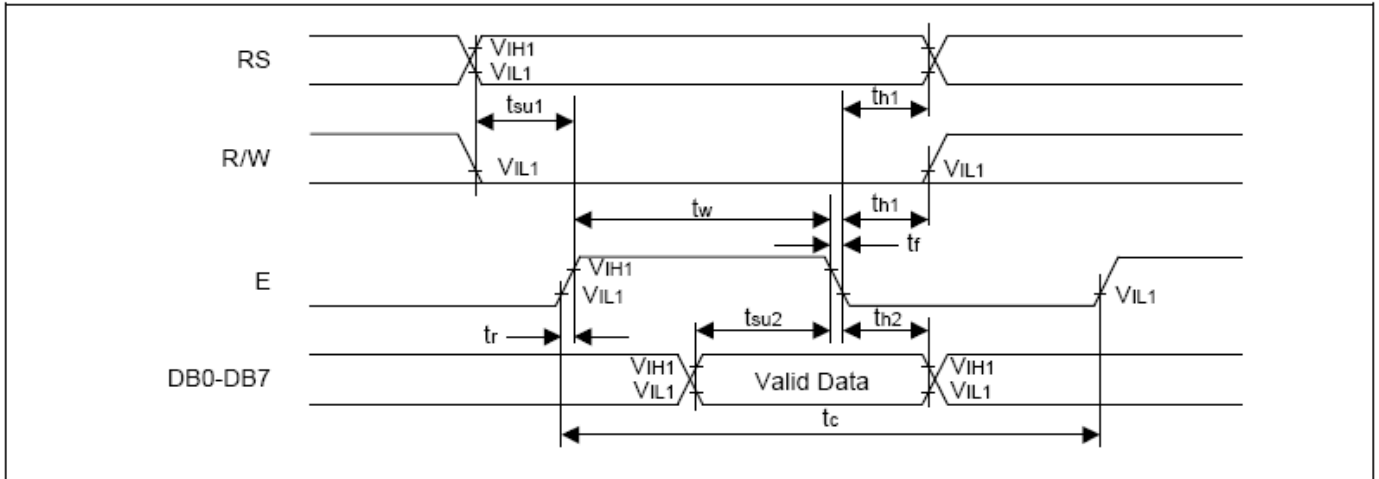 RS
VIH1
VIL1
tsu1
th1
R/W
VIL1
VIL1
tw
th1
tf
E
VIH1
VIL1
VIL1
tsu2
th2
tr
DB0-DB7
VIH1
VIL1
Valid Data
VIH1
VIL1
tc